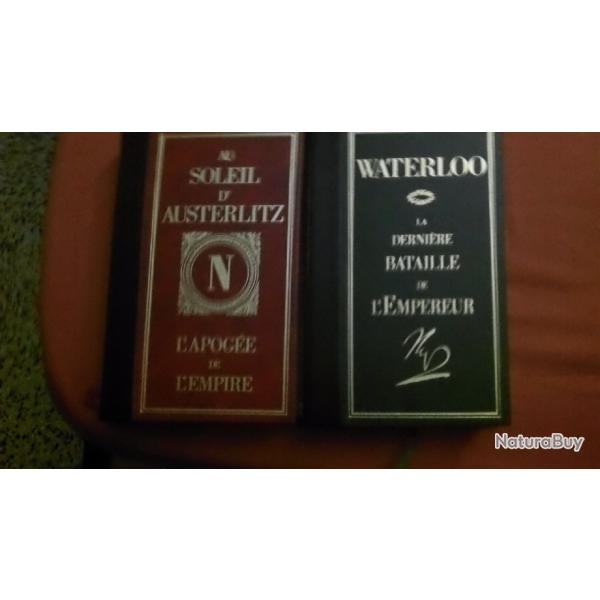 AU
SOLEIL
D'
AUSTERLITZ
N
L'APOGÉE
DE
L'EMPIRE
WATERLOO
LA
DERNIÈRE
BATAILLE
DE
L'EMPEREUR
NaturaBuy